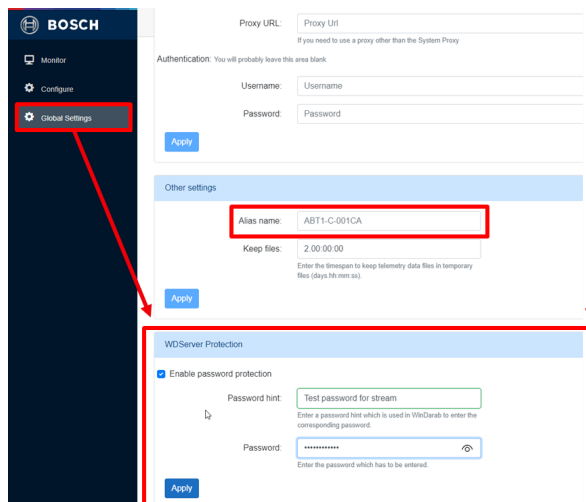 BOSCH
Monitor
Configure
Global Settings
Proxy URL:
Proxy Url
If you need to use a proxy other than the System Proxy
Authentication: You will probably leave this area blank
Username:
Username
Password:
Password
Apply
Other settings
Alias name:
ABT1-C-001CA
Keep files:
2.00:00:00
Enter the timespan to keep telemetry data files in temporary
files (days.hh:mm:ss).
Apply
WDServer Protection
Enable password protection
Password hint:
Test password for stream
Enter a password hint which is used in WinDarab to enter the
corresponding password.
Password:
••••••••••••
Enter the password which has to be entered.
Apply